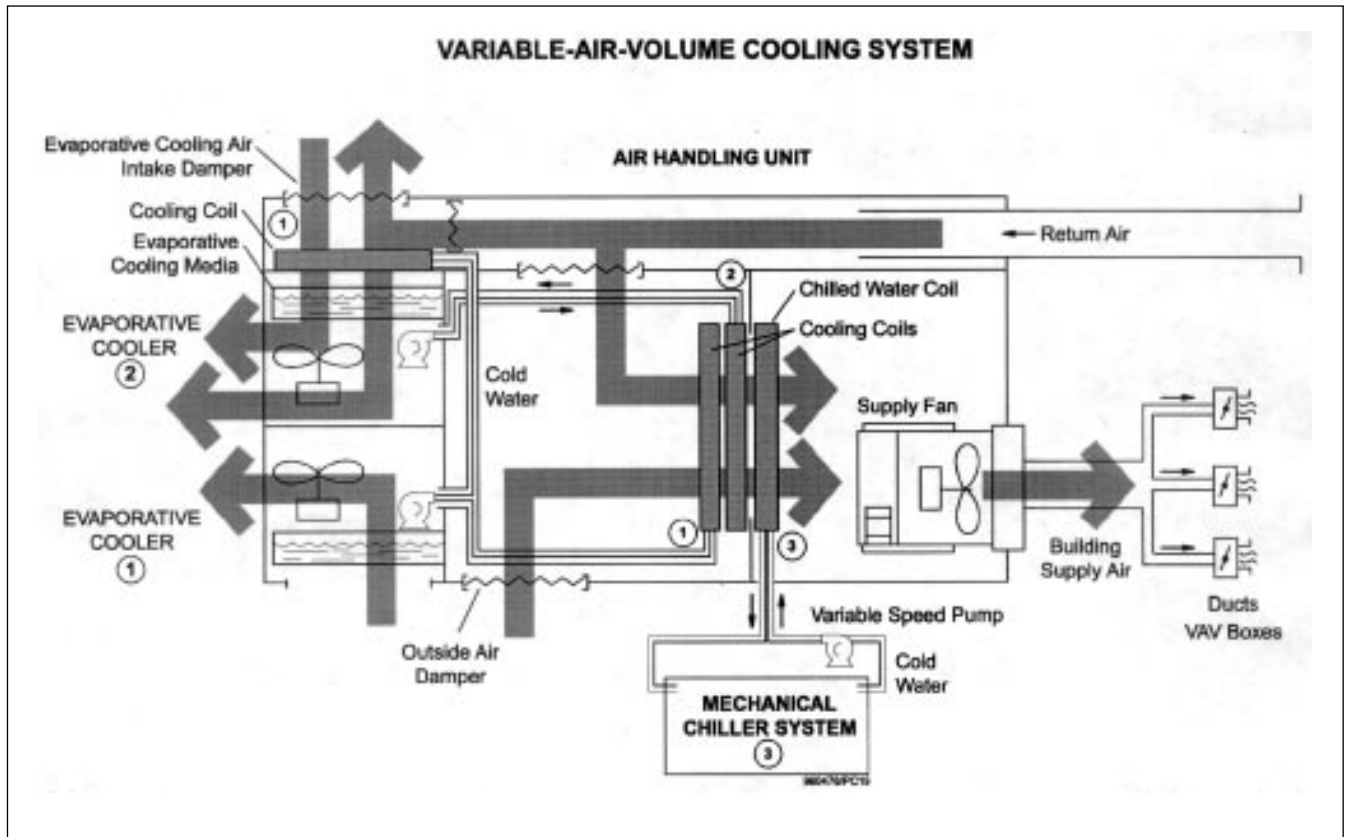 VARIABLE-AIR-VOLUME COOLING SYSTEM
Evaporative Cooling Air
Intake Damper
AIR HANDLING UNIT
Cooling Coil
1
Evaporative
Cooling Media
Return Air
2
Chilled Water Coil
Cooling Coils
EVAPORATIVE
COOLER
2
Cold
Water
Supply Fan
EVAPORATIVE
COOLER
1
1
3
Building
Supply Air
Ducts
VAV Boxes
Outside Air
Damper
Variable Speed Pump
Cold
Water
MECHANICAL
CHILLER SYSTEM
3